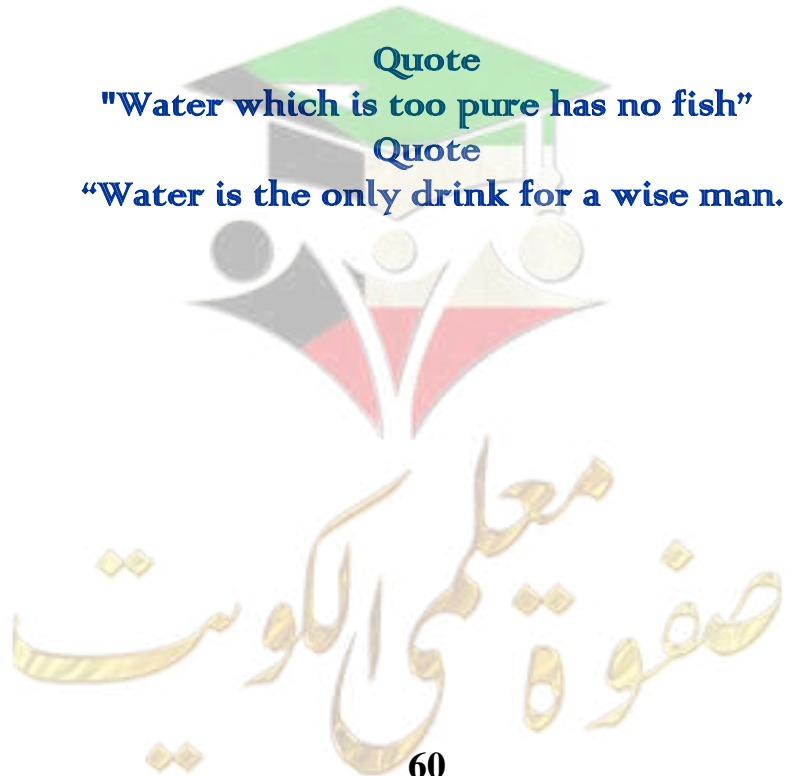 Quote
"Water which is too pure has no fish”
Quote
“Water is the only drink for a wise man.
صفوة معلمى الكويت
60